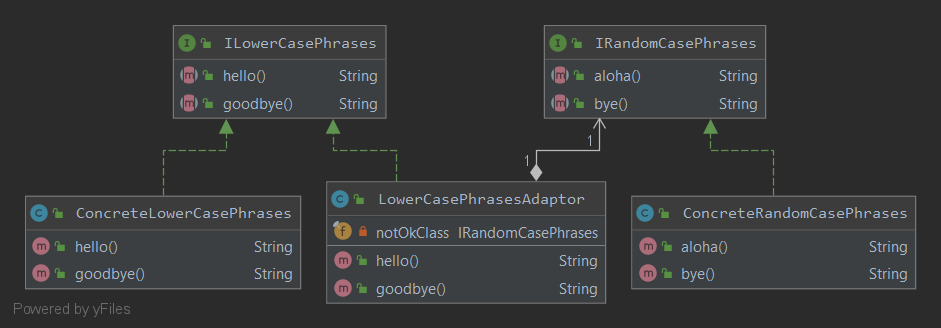 ILowerCasePhrases
hello() String
goodbye() String
IRandomCasePhrases
aloha() String
bye() String
1
1
ConcreteLowerCasePhrases
hello() String
goodbye() String
LowerCasePhrasesAdaptor
notOkClass IRandomCasePhrases
hello() String
goodbye() String
ConcreteRandomCasePhrases
aloha() String
bye() String
Powered by yFiles